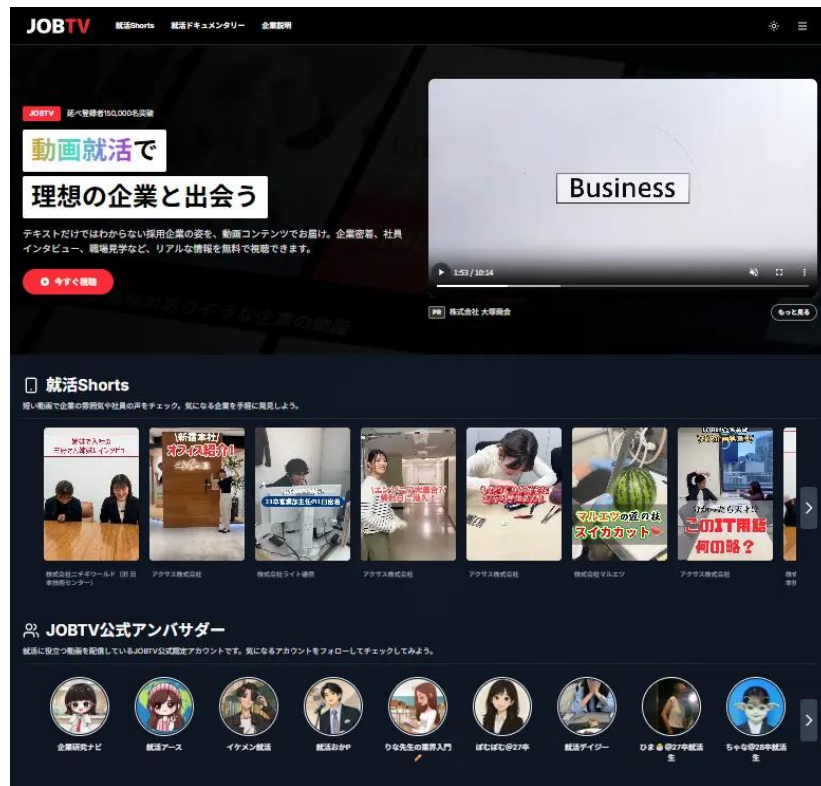 JOBTV
就活Shorts
就活ドキュメンタリー
企業説明
JOBTV
延べ登録者150,000名突破
動画就活で
理想の企業と出会う
テキストだけではわからない採用企業の姿を、動画コンテンツでお届け。企業密着、社員
インタビュー、職場見学など、リアルな情報を無料で視聴できます。
今すぐ視聴
Business
1:53 / 10:14
PR
株式会社 大塚商会
もっと見る
就活Shorts
短い動画で企業の雰囲気や社員の声をチェック。気になる企業を手軽に発見しよう。
\新宿本社/
オフィス紹介!
マルエツの匠の技
スイカカット
分かったら天才!?
このIT用語
何の略?
株式会社ニチギワールド(旧 日
本技術センター)
アクサス株式会社
株式会社ライト通信
アクサス株式会社
アクサス株式会社
株式会社マルエツ
アクサス株式会社
JOBTV公式アンバサダー
就活に役立つ動画を配信しているJOBTV公式認定アカウントです。気になるアカウントをフォローしてチェックしてみよう。
企業研究ナビ
就活アース
イケメン就活
就活おかP
りな先生の業界入門
ぱむぱむ@27卒
就活デイジー
ひま🐣@27卒就活
生
ちゃな@28卒就活
生